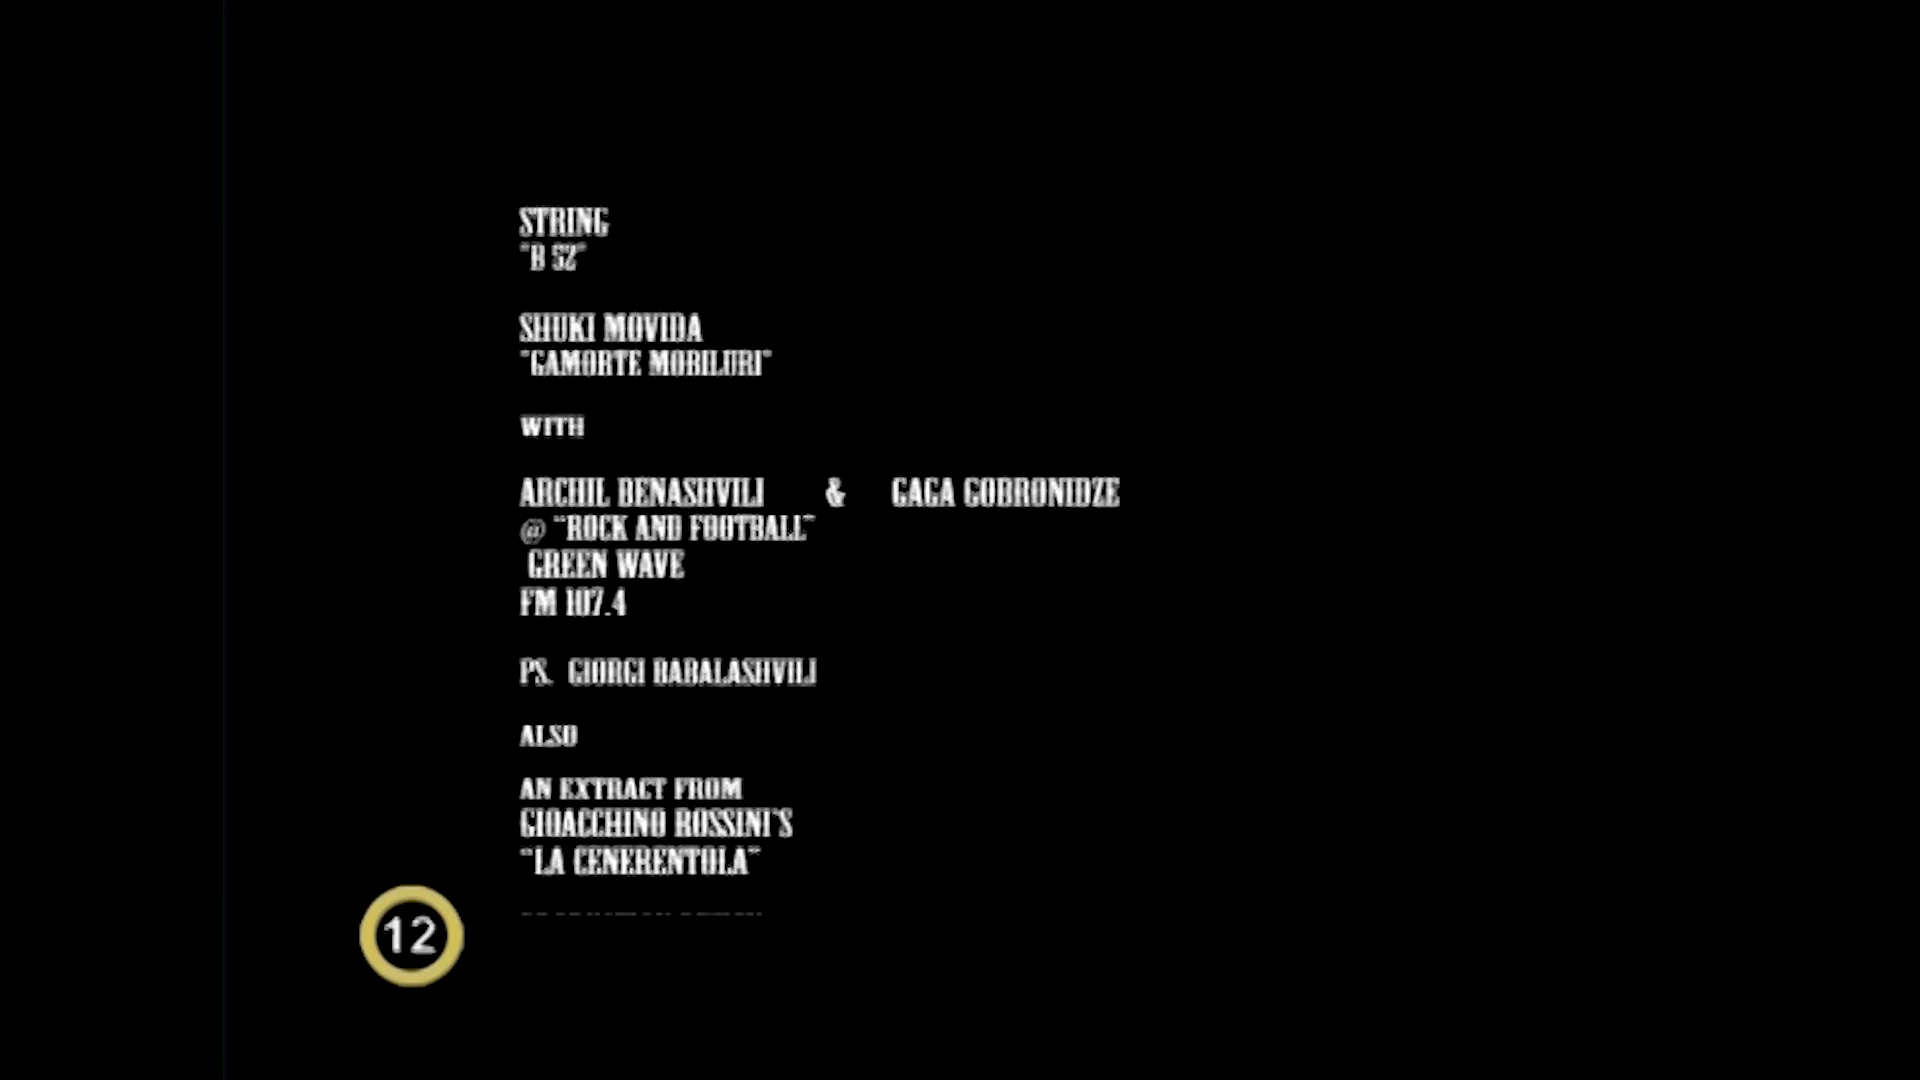 STRING
"B 52"
SHUKI MOVIDA
"GAMORTE MOBILURI"
WITH
ARCHIL BENASHVILI & GAGA GOBRONIDZE
@ "ROCK AND FOOTBALL"
GREEN WAVE
FM 107.4
PS. GIORGI BABALASHVILI
ALSO
AN EXTRACT FROM
GIOACCHINO ROSSINI'S
"LA CENERENTOLA"
12